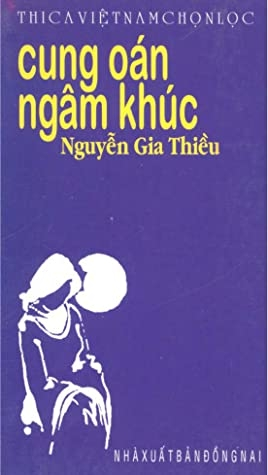 THI CA VIỆT NAM CHỌN LỌC
cung oán
ngâm khúc
Nguyễn Gia Thiều
NHÀ XUẤT BẢN ĐỒNG NAI